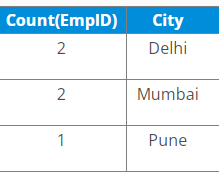 Count(EmpID) City
2 Delhi
2 Mumbai
1 Pune